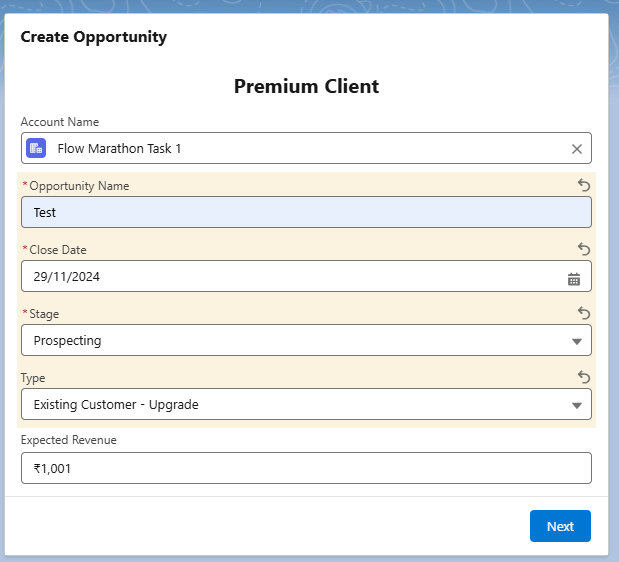 Create Opportunity
Premium Client
Account Name
Flow Marathon Task 1
*Opportunity Name
Test
*Close Date
29/11/2024
*Stage
Prospecting
Type
Existing Customer - Upgrade
Expected Revenue
₹1,001
Next